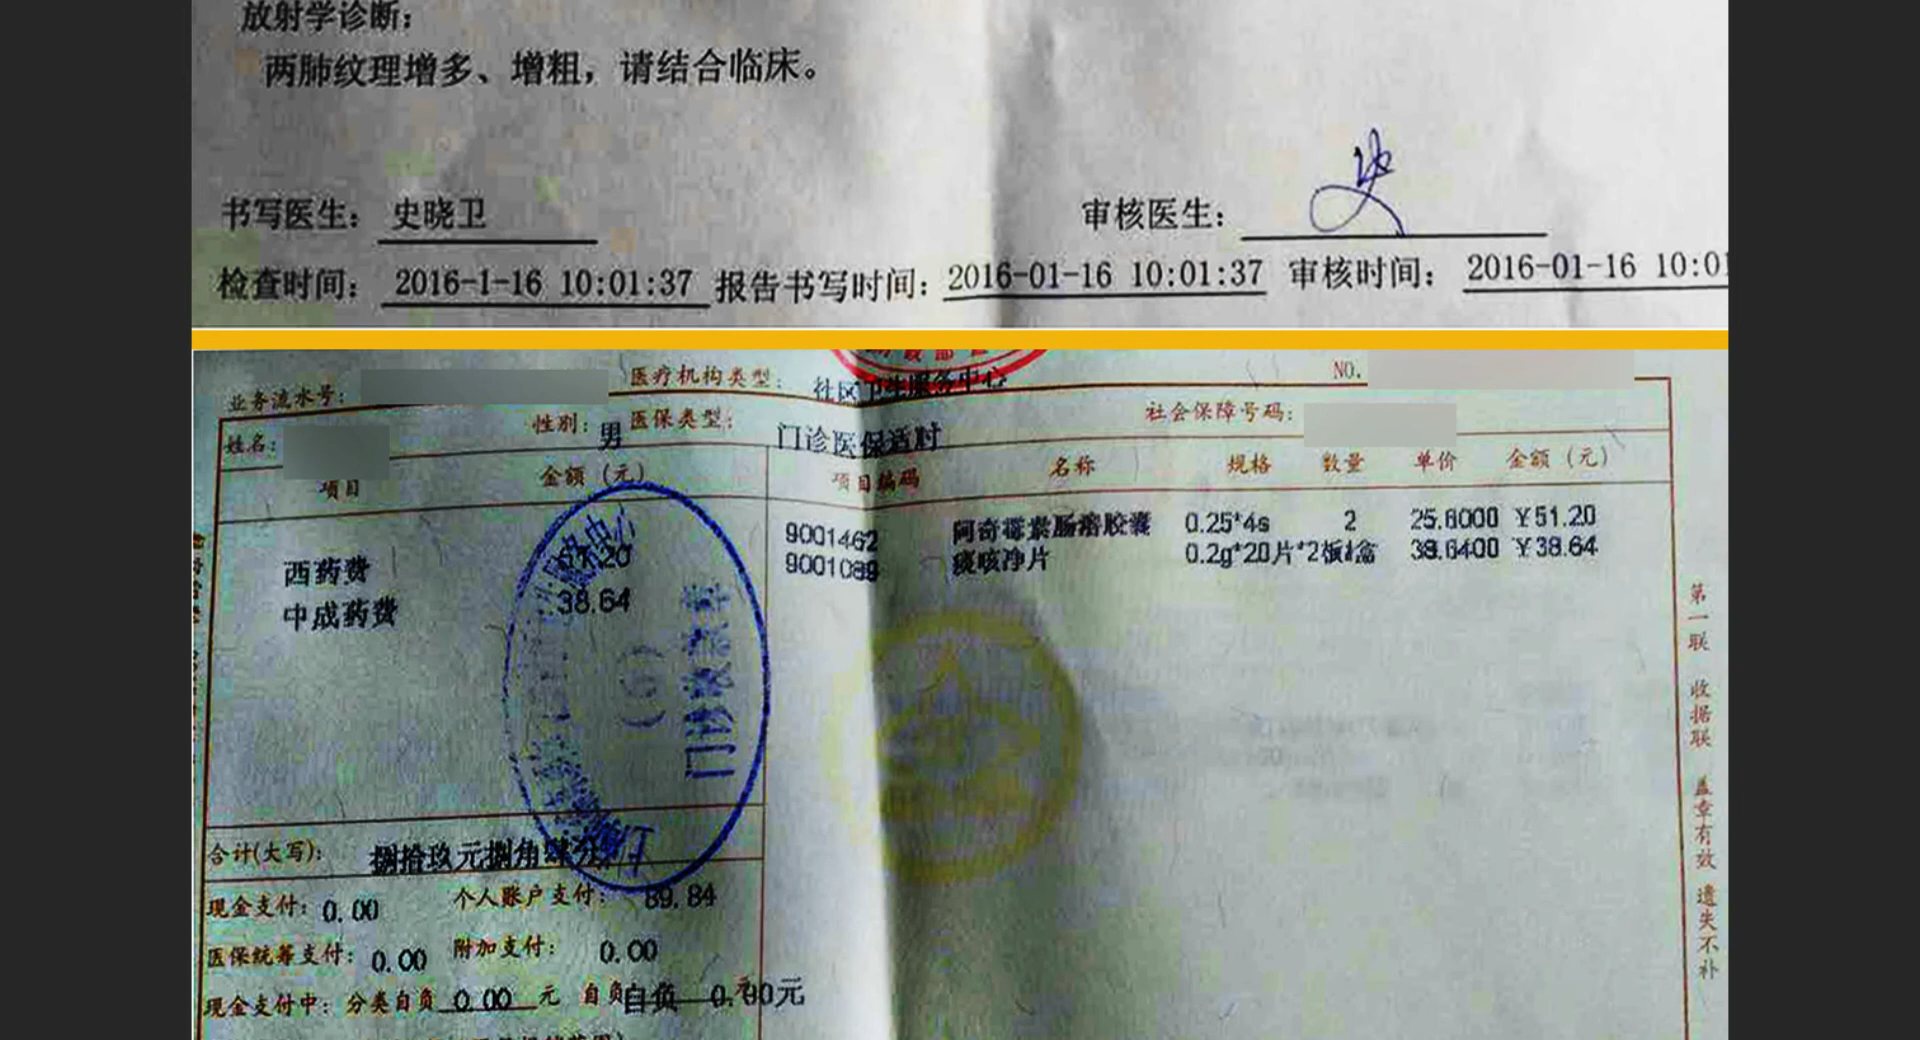 放射学诊断:
两肺纹理增多、增粗，请结合临床。
书写医生: 史晓卫
审核医生:
检查时间: 2016-1-16 10:01:37 报告书写时间: 2016-01-16 10:01:37 审核时间: 2016-01-16 10:01
业务流水号: 医疗机构类型: 社区卫生服务中心 NO.
姓名: 性别: 男 医保类型: 门诊医保适时 社会保障号码:
项目 金额（元） 项目编码 名称 规格 数量 单价 金额（元）
9001462 阿奇霉素肠溶胶囊 0.25*4s 2 25.6000 ￥51.20
9001089 痰咳净片 0.2g*20片*2板1盒 38.6400 ￥38.64
西药费
中成药费 38.64
门诊收费章
合计(大写): 捌拾玖元捌角肆分
现金支付: 0.00 个人账户支付: 89.84
医保统筹支付: 0.00 附加支付: 0.00
现金支付中: 分类自负 0.00 元 自负 自负 0.00元
第一联 收据联 盖章有效 遗失不补